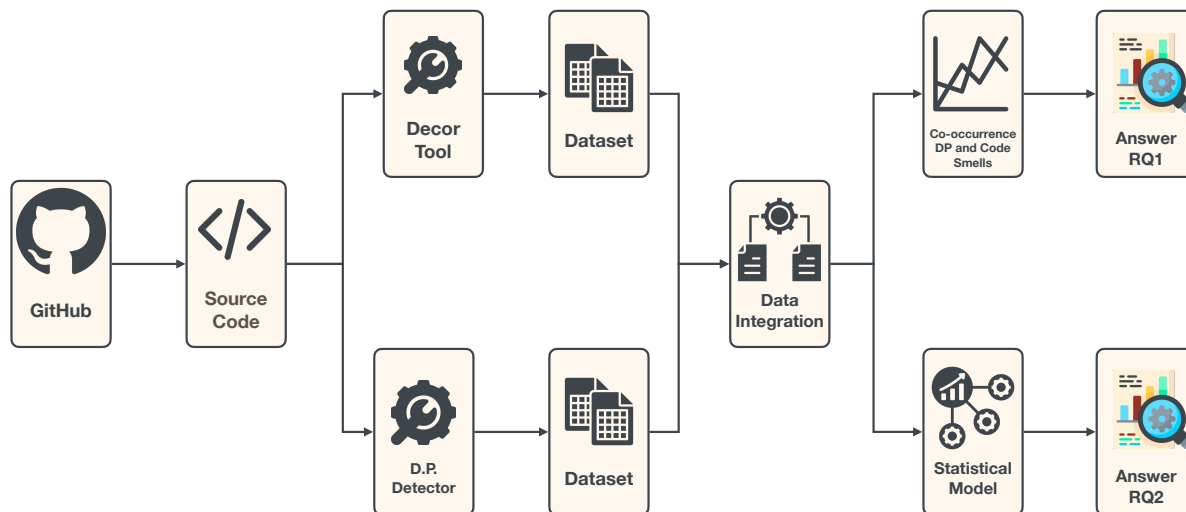 GitHub
Source
Code
Decor
Tool
Dataset
D.P.
Detector
Dataset
Data
Integration
Co-occurrence
DP and Code
Smells
Answer
RQ1
Statistical
Model
Answer
RQ2